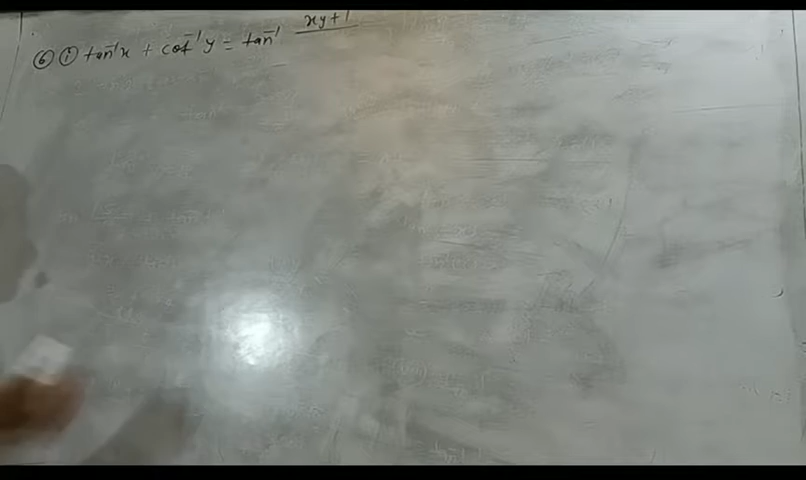 ⑥ ① tan⁻¹x + cot⁻¹y = tan⁻¹ xy+1